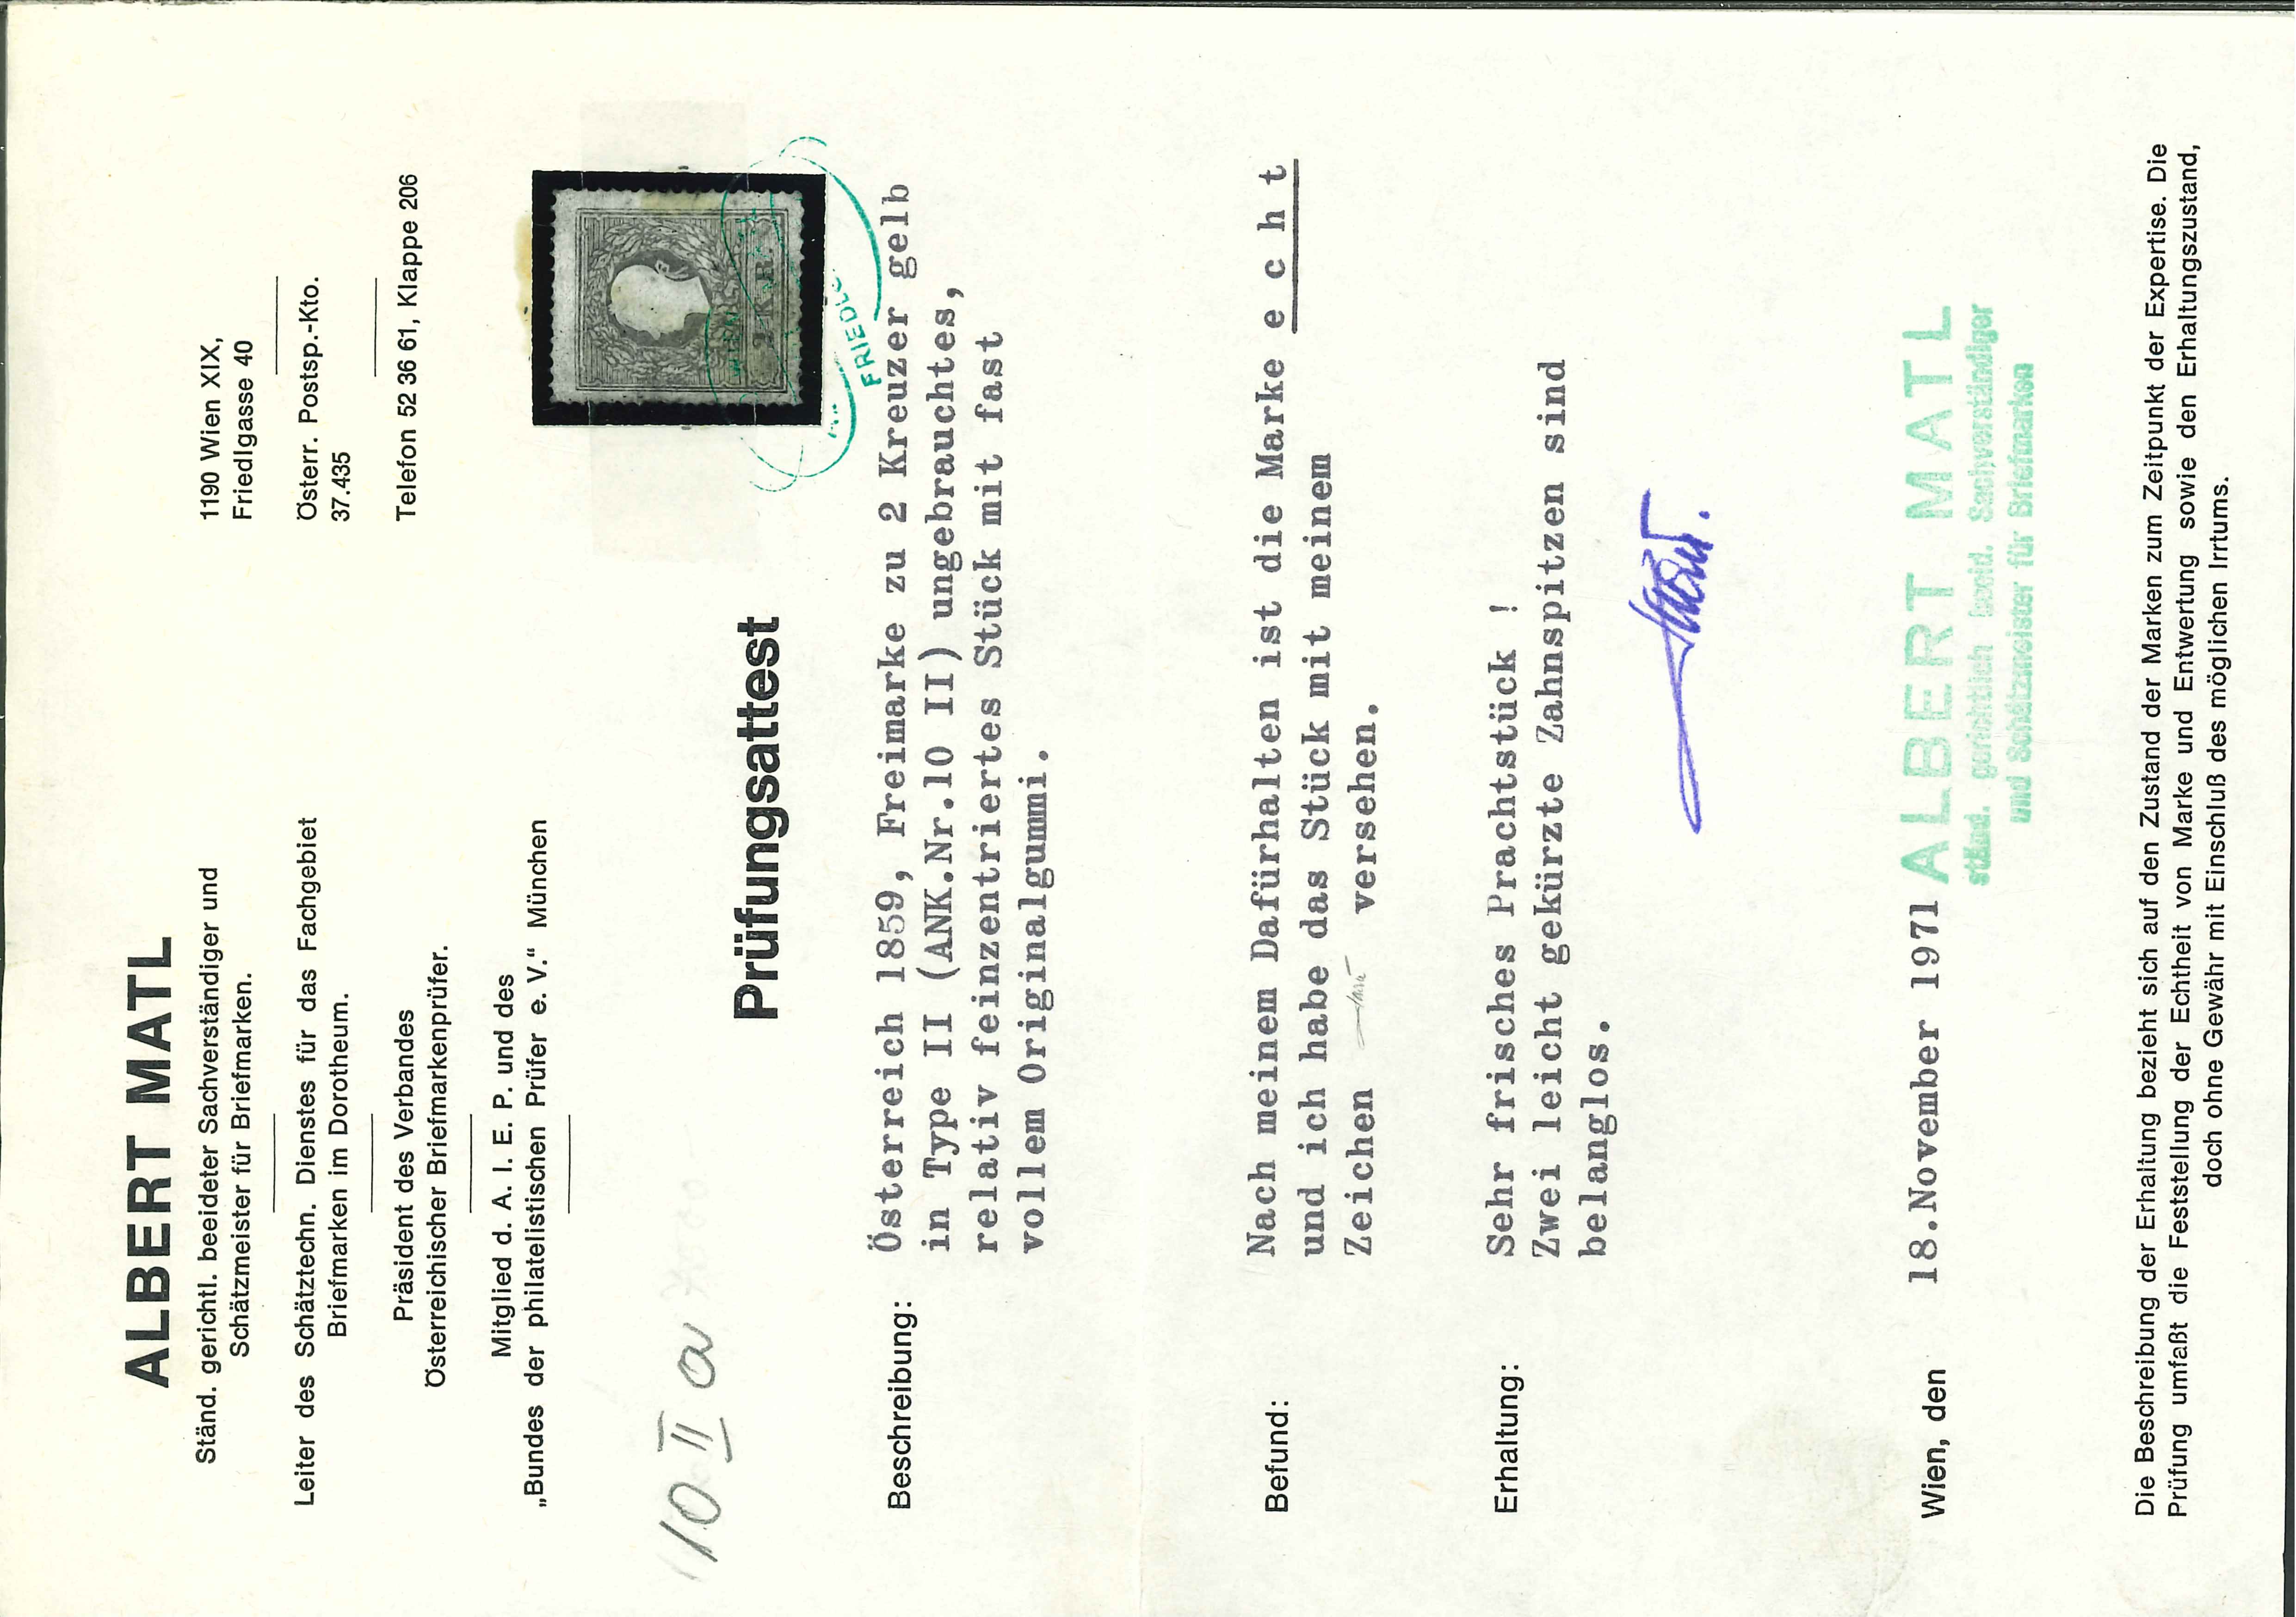 ALBERT MATL
Ständ. gerichtl. beeideter Sachverständiger und
Schätzmeister für Briefmarken.
Leiter des Schätztechn. Dienstes für das Fachgebiet
Briefmarken im Dorotheum.
Präsident des Verbandes
Österreichischer Briefmarkenprüfer.
Mitglied d. A. I. E. P. und des
„Bundes der philatelistischen Prüfer e. V.“ München
1190 Wien XIX,
Friedlgasse 40
Österr. Postsp.-Kto.
37.435
Telefon 52 36 61, Klappe 206
10 II a
FRIEDL
Prüfungsattest
Beschreibung: Österreich 1859, Freimarke zu 2 Kreuzer gelb
in Type II (ANK.Nr.10 II) ungebrauchtes,
relativ feinzentriertes Stück mit fast
vollem Originalgummi.
Befund: Nach meinem Dafürhalten ist die Marke e c h t
und ich habe das Stück mit meinem
Zeichen versehen.
Erhaltung: Sehr frisches Prachtstück !
Zwei leicht gekürzte Zahnspitzen sind
belanglos.
Wien, den 18.November 1971 ALBERT MATL
ständ. gerichtlich beeid. Sachverständiger
und Schätzmeister für Briefmarken
Die Beschreibung der Erhaltung bezieht sich auf den Zustand der Marken zum Zeitpunkt der Expertise. Die
Prüfung umfaßt die Feststellung der Echtheit von Marke und Entwertung sowie den Erhaltungszustand,
doch ohne Gewähr mit Einschluß des möglichen Irrtums.